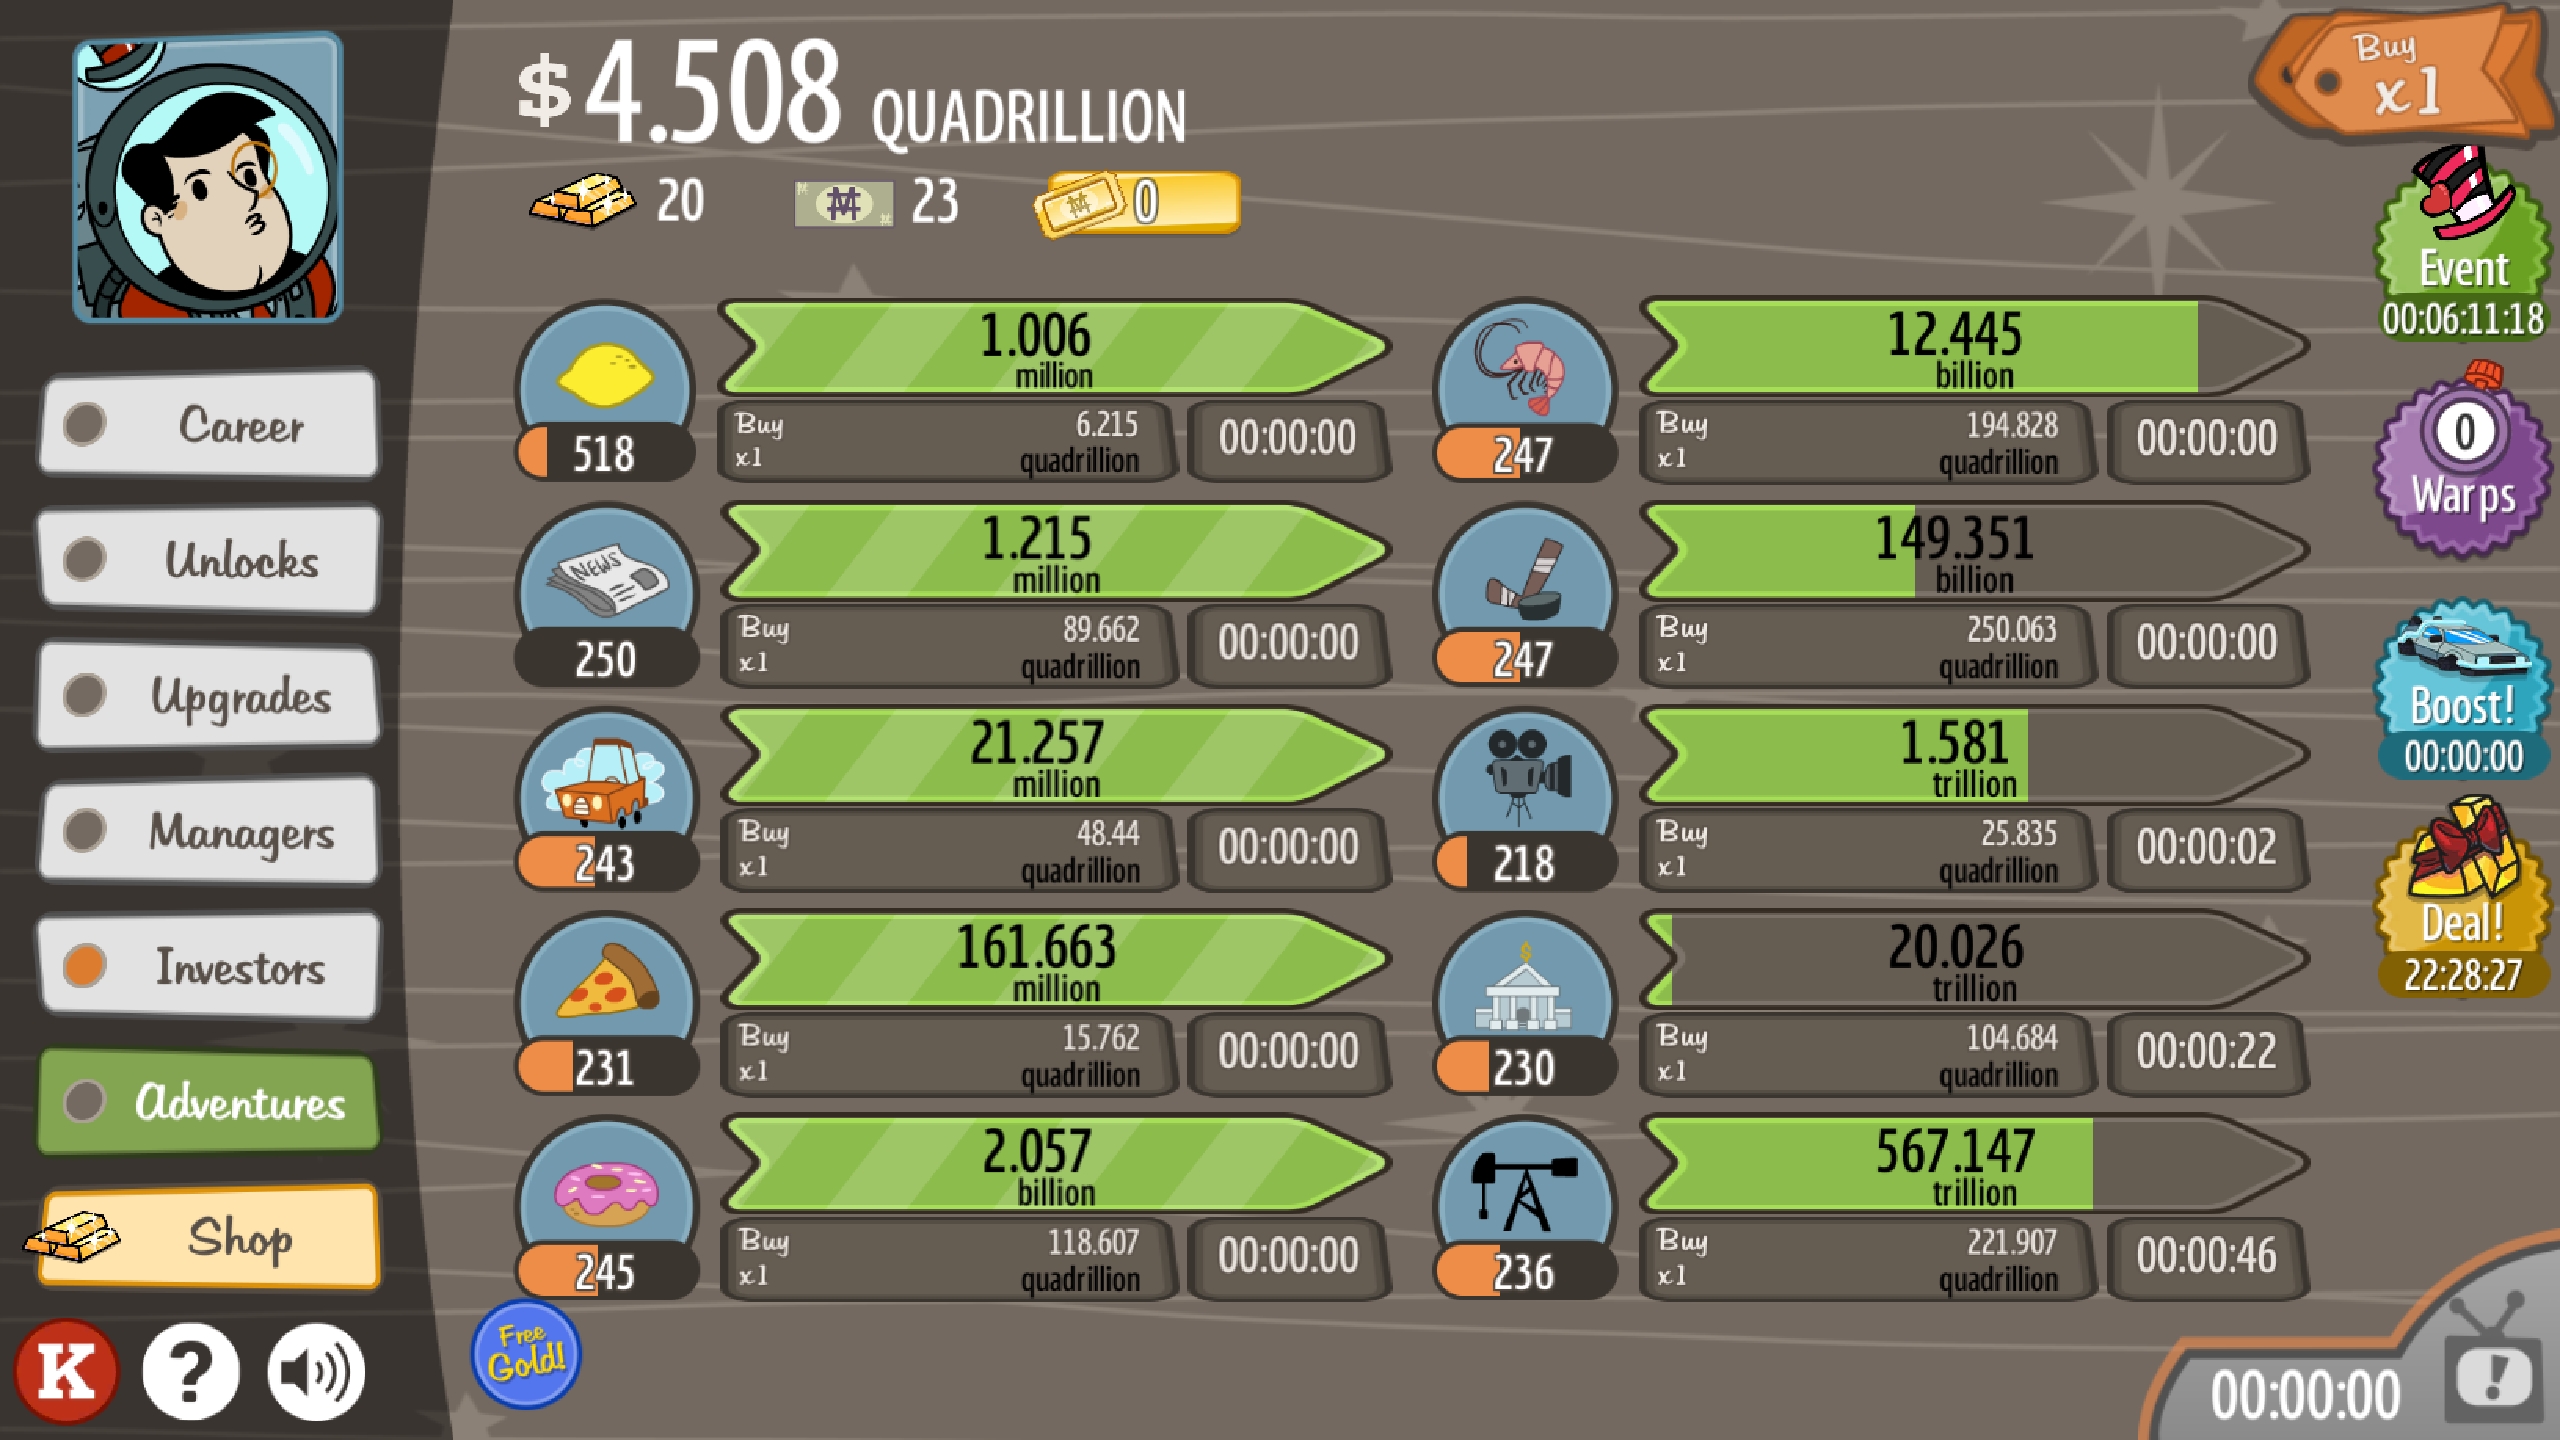 $4.508 QUADRILLION
20
23
0
Buy
x1
Event
00:06:11:18
0
Warps
Boost!
00:00:00
Deal!
22:28:27
Career
Unlocks
Upgrades
Managers
Investors
Adventures
Shop
K
?
Free
Gold!
518
1.006
million
Buy
x1
6.215
quadrillion
00:00:00
NEWS
250
1.215
million
Buy
x1
89.662
quadrillion
00:00:00
243
21.257
million
Buy
x1
48.44
quadrillion
00:00:00
231
161.663
million
Buy
x1
15.762
quadrillion
00:00:00
245
2.057
billion
Buy
x1
118.607
quadrillion
00:00:00
247
12.445
billion
Buy
x1
194.828
quadrillion
00:00:00
247
149.351
billion
Buy
x1
250.063
quadrillion
00:00:00
218
1.581
trillion
Buy
x1
25.835
quadrillion
00:00:02
$
230
20.026
trillion
Buy
x1
104.684
quadrillion
00:00:22
236
567.147
trillion
Buy
x1
221.907
quadrillion
00:00:46
00:00:00
!